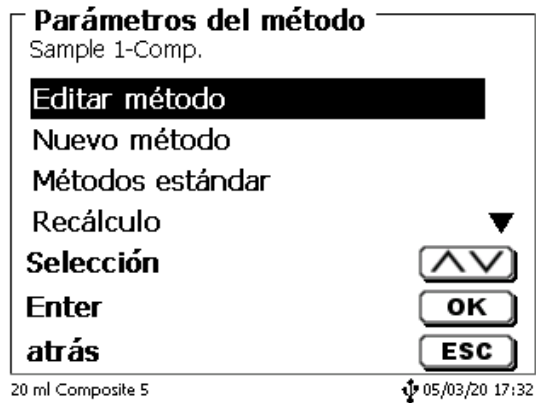 Parámetros del método
Sample 1-Comp.
Editar método
Nuevo método
Métodos estándar
Recálculo
Selección
Enter OK
atrás ESC
20 ml Composite 5 05/03/20 17:32